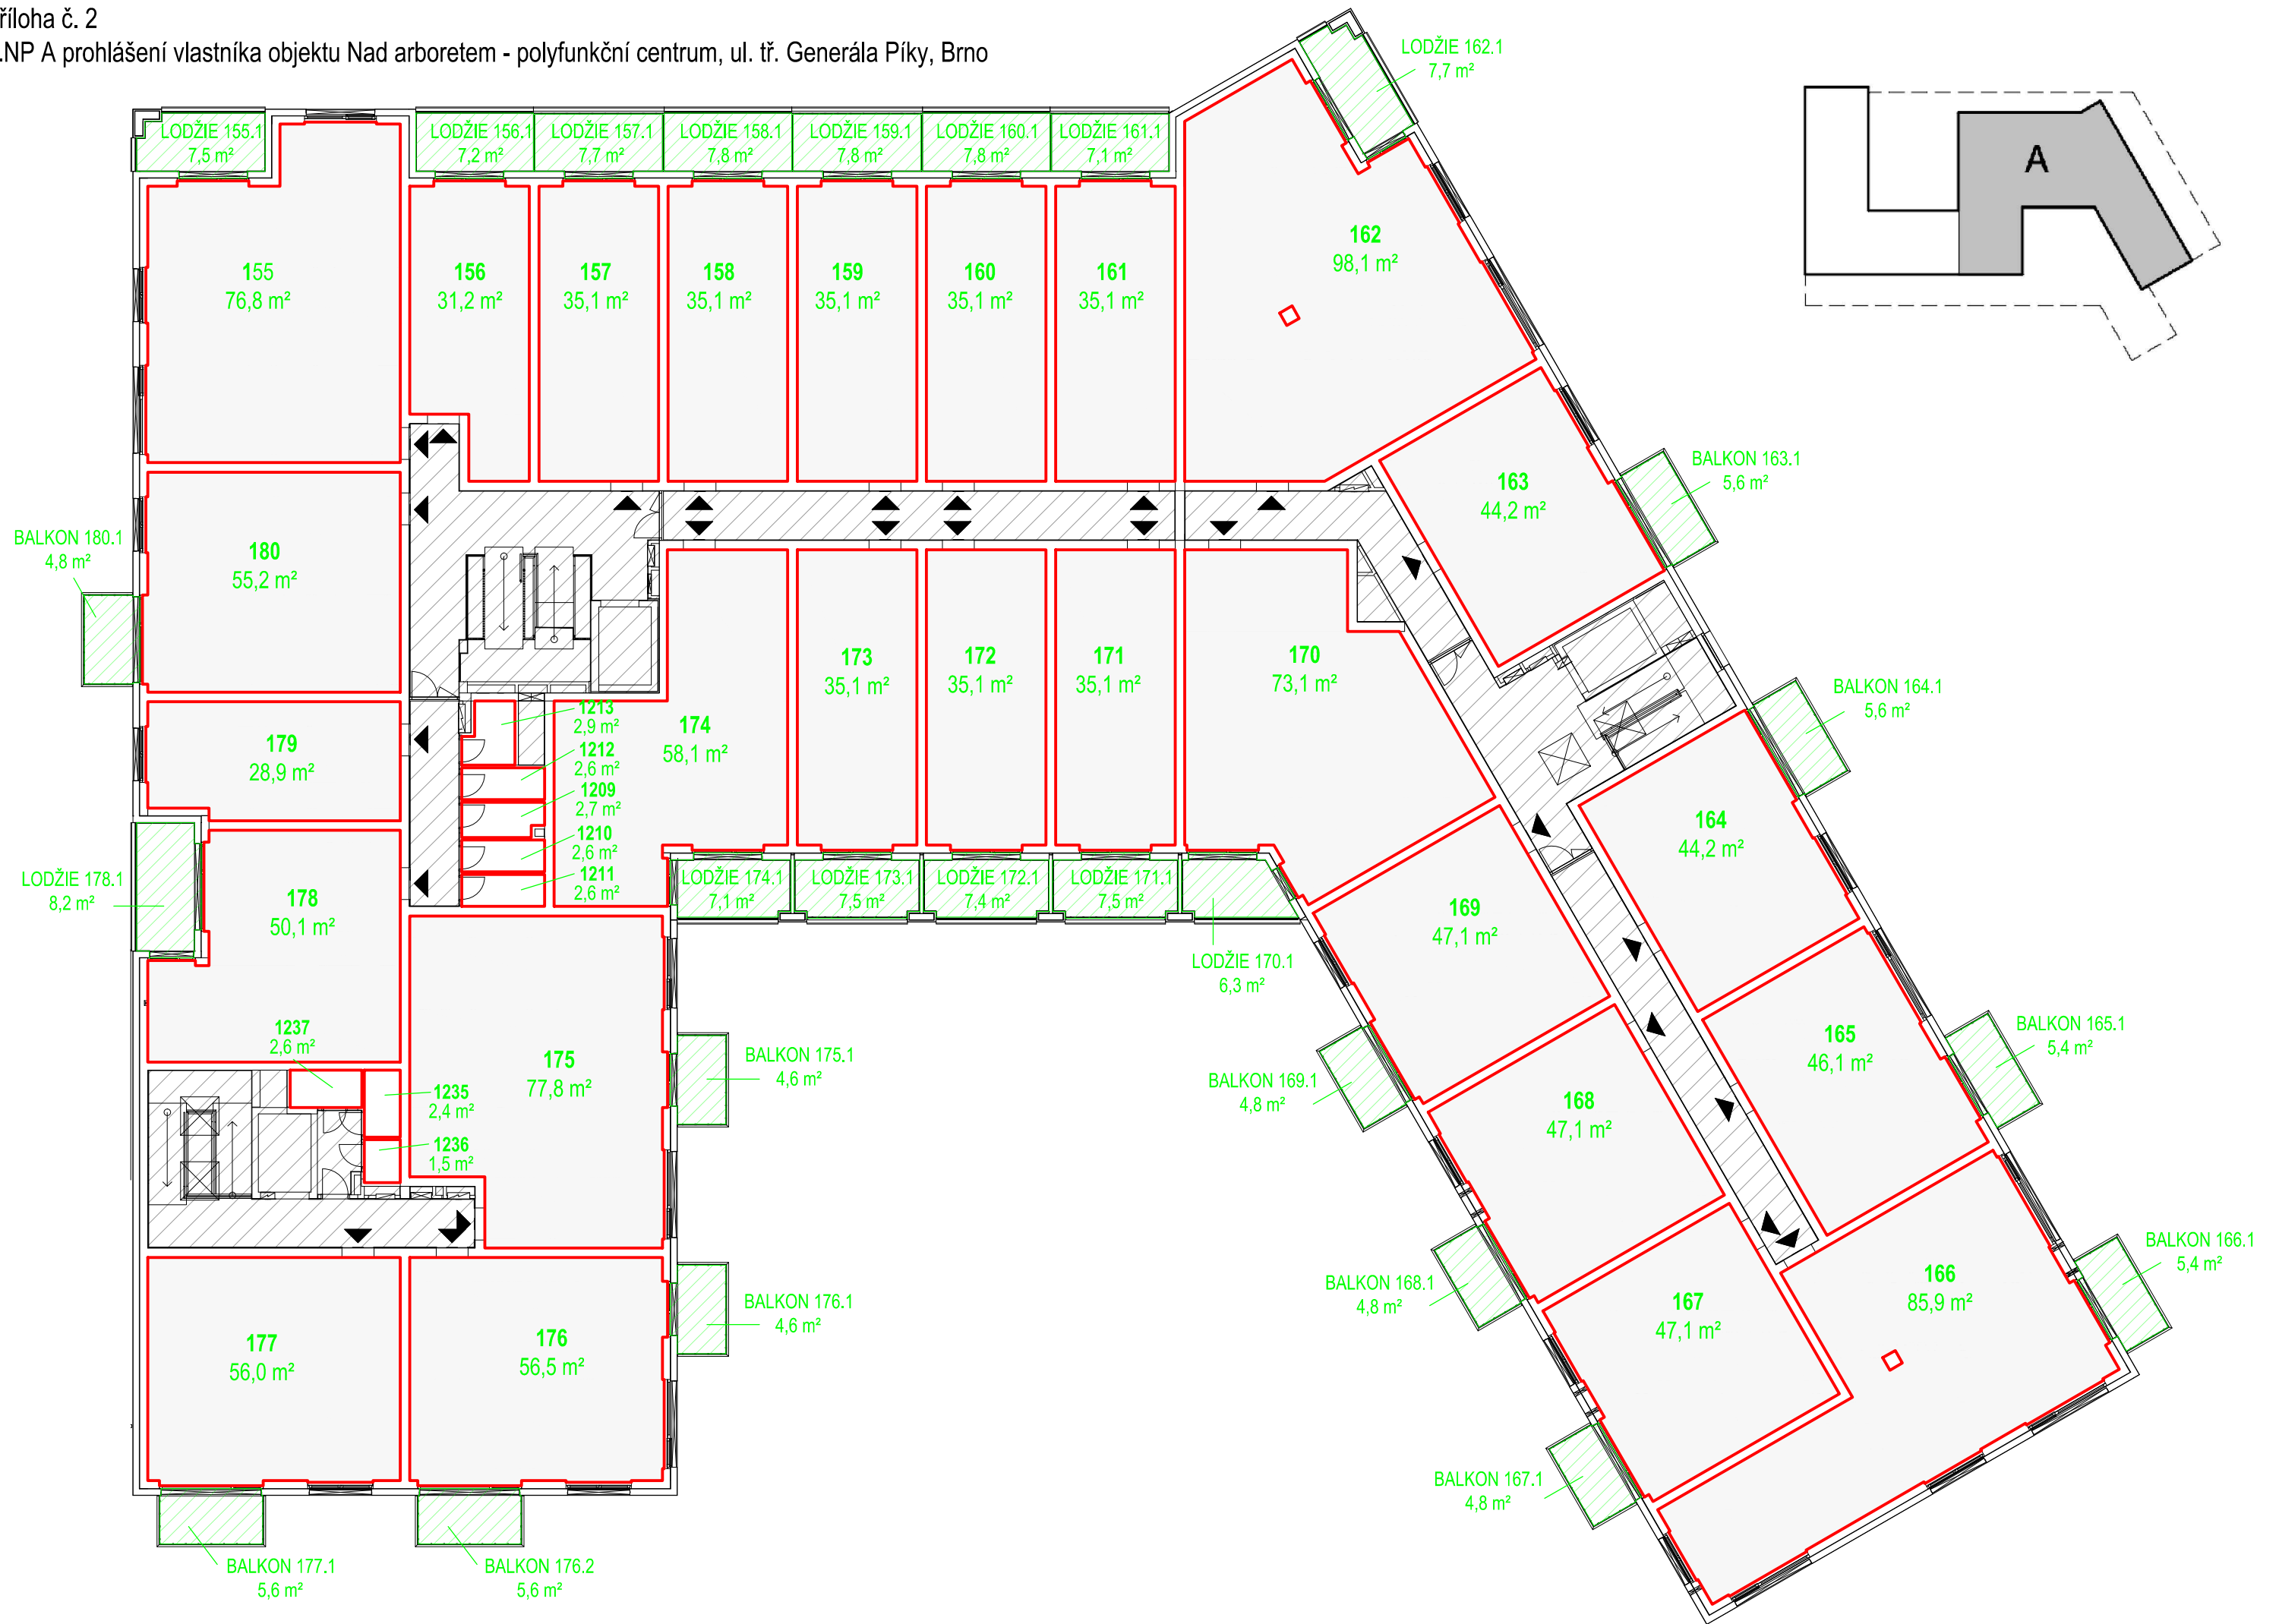 říloha č. 2
.NP A prohlášení vlastníka objektu Nad arboretem - polyfunkční centrum, ul. tř. Generála Píky, Brno
LODŽIE 162.1
7,7 m²
A
LODŽIE 155.1
7,5 m²
LODŽIE 156.1
7,2 m²
LODŽIE 157.1
7,7 m²
LODŽIE 158.1
7,8 m²
LODŽIE 159.1
7,8 m²
LODŽIE 160.1
7,8 m²
LODŽIE 161.1
7,1 m²
155
76,8 m²
156
31,2 m²
157
35,1 m²
158
35,1 m²
159
35,1 m²
160
35,1 m²
161
35,1 m²
162
98,1 m²
BALKON 163.1
5,6 m²
163
44,2 m²
BALKON 180.1
4,8 m²
180
55,2 m²
173
35,1 m²
172
35,1 m²
171
35,1 m²
170
73,1 m²
BALKON 164.1
5,6 m²
179
28,9 m²
1213
2,9 m²
1212
2,6 m²
1209
2,7 m²
1210
2,6 m²
1211
2,6 m²
174
58,1 m²
164
44,2 m²
LODŽIE 178.1
8,2 m²
178
50,1 m²
LODŽIE 174.1
7,1 m²
LODŽIE 173.1
7,5 m²
LODŽIE 172.1
7,4 m²
LODŽIE 171.1
7,5 m²
LODŽIE 170.1
6,3 m²
169
47,1 m²
165
46,1 m²
BALKON 165.1
5,4 m²
1237
2,6 m²
175
77,8 m²
BALKON 175.1
4,6 m²
BALKON 169.1
4,8 m²
168
47,1 m²
1235
2,4 m²
1236
1,5 m²
BALKON 166.1
5,4 m²
166
85,9 m²
BALKON 168.1
4,8 m²
167
47,1 m²
BALKON 176.1
4,6 m²
177
56,0 m²
176
56,5 m²
BALKON 167.1
4,8 m²
BALKON 177.1
5,6 m²
BALKON 176.2
5,6 m²